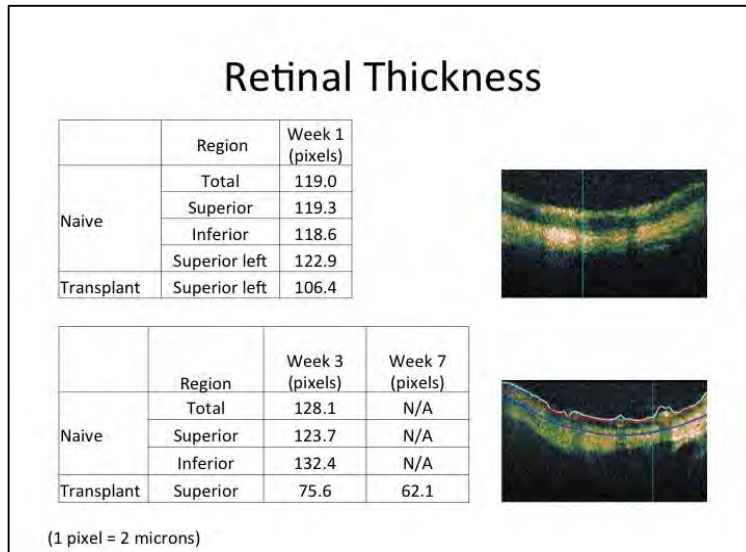 Retinal Thickness
Region Week 1 (pixels)
Naive Total 119.0
Superior 119.3
Inferior 118.6
Superior left 122.9
Transplant Superior left 106.4
Region Week 3 (pixels) Week 7 (pixels)
Naive Total 128.1 N/A
Superior 123.7 N/A
Inferior 132.4 N/A
Transplant Superior 75.6 62.1
(1 pixel = 2 microns)